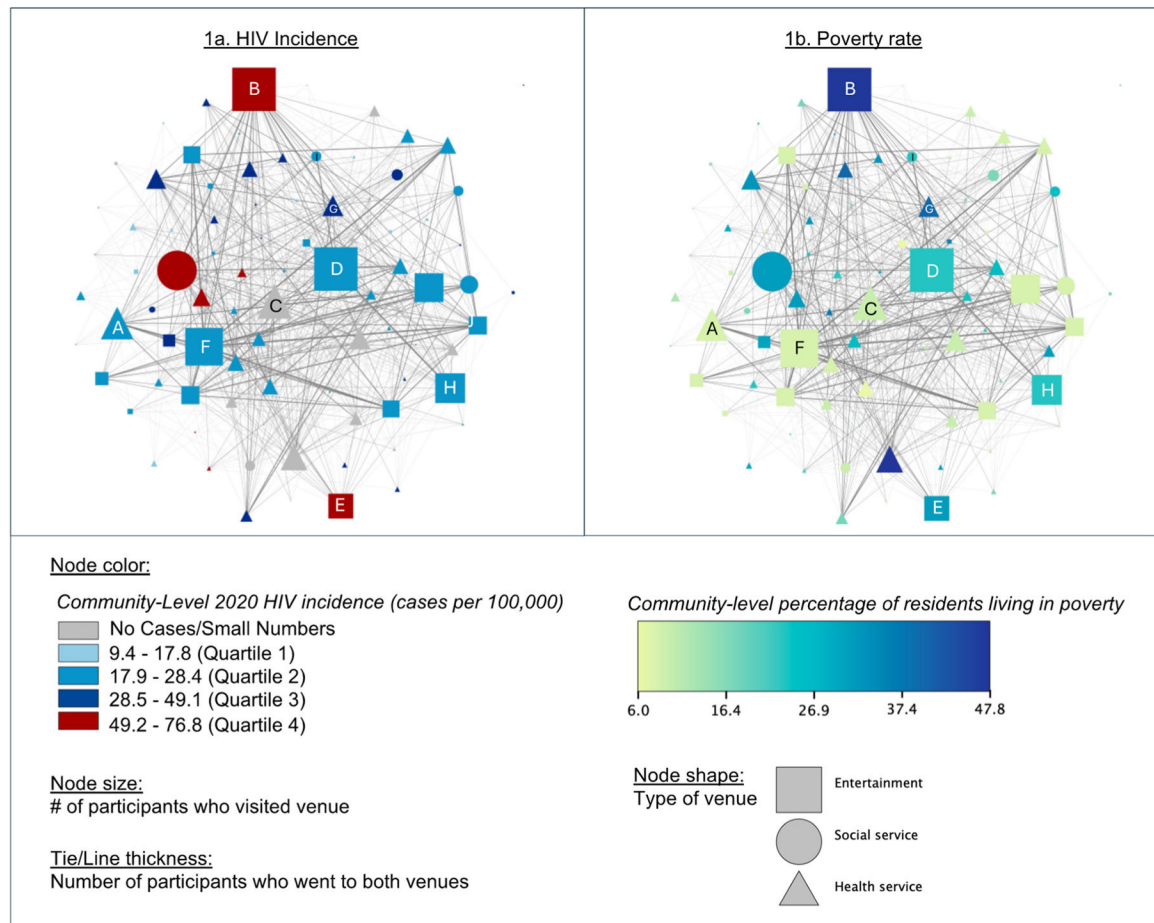 1a. HIV Incidence
1b. Poverty rate
B
B
I
I
G
G
D
D
C
C
A
A
J
F
F
H
H
E
E
Node color:
Community-Level 2020 HIV incidence (cases per 100,000)
No Cases/Small Numbers
9.4 - 17.8 (Quartile 1)
17.9 - 28.4 (Quartile 2)
28.5 - 49.1 (Quartile 3)
49.2 - 76.8 (Quartile 4)
Community-level percentage of residents living in poverty
6.0 16.4 26.9 37.4 47.8
Node size:
# of participants who visited venue
Tie/Line thickness:
Number of participants who went to both venues
Node shape:
Type of venue
Entertainment
Social service
Health service